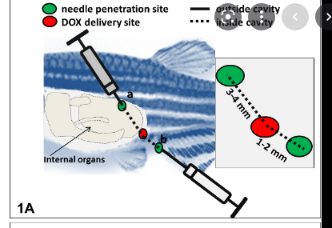 needle penetration site
outside cavity
DOX delivery site
inside cavity
a
b
Internal organs
3-4 mm
1-2 mm
1A